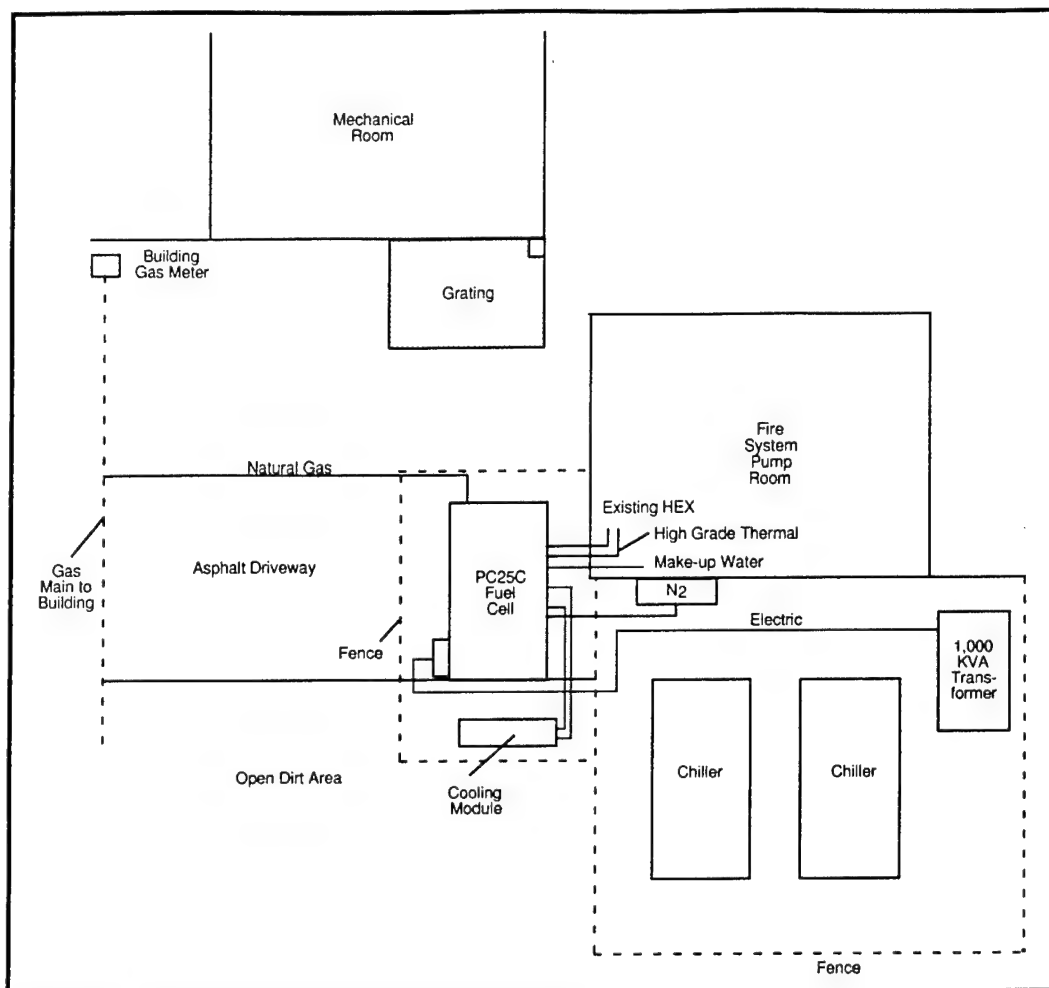 Mechanical
Room
Building
Gas Meter
Grating
Fire
System
Pump
Room
Natural Gas
Existing HEX
High Grade Thermal
Make-up Water
Gas
Main to
Building
Asphalt Driveway
PC25C
Fuel
Cell
N2
Fence
Electric
1,000
KVA
Trans-
former
Open Dirt Area
Cooling
Module
Chiller
Chiller
Fence